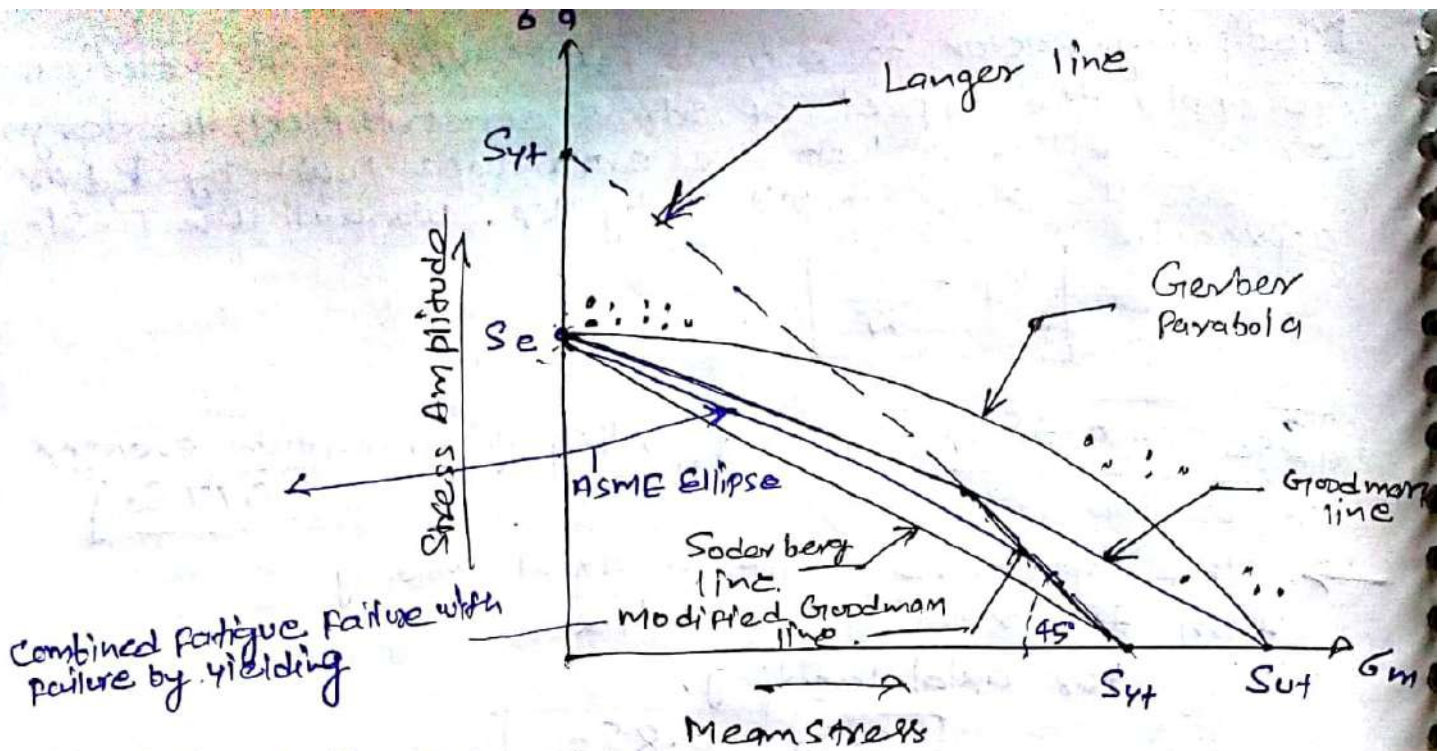 σa
Langer line
Syt
Stress Amplitude
Gerber
Parabola
Se
ASME Ellipse
Goodman
line
Soderberg
line.
Modified Goodman
line.
Combined fatigue failure with
failure by yielding
45°
Syt
Sut
σm
Mean stress